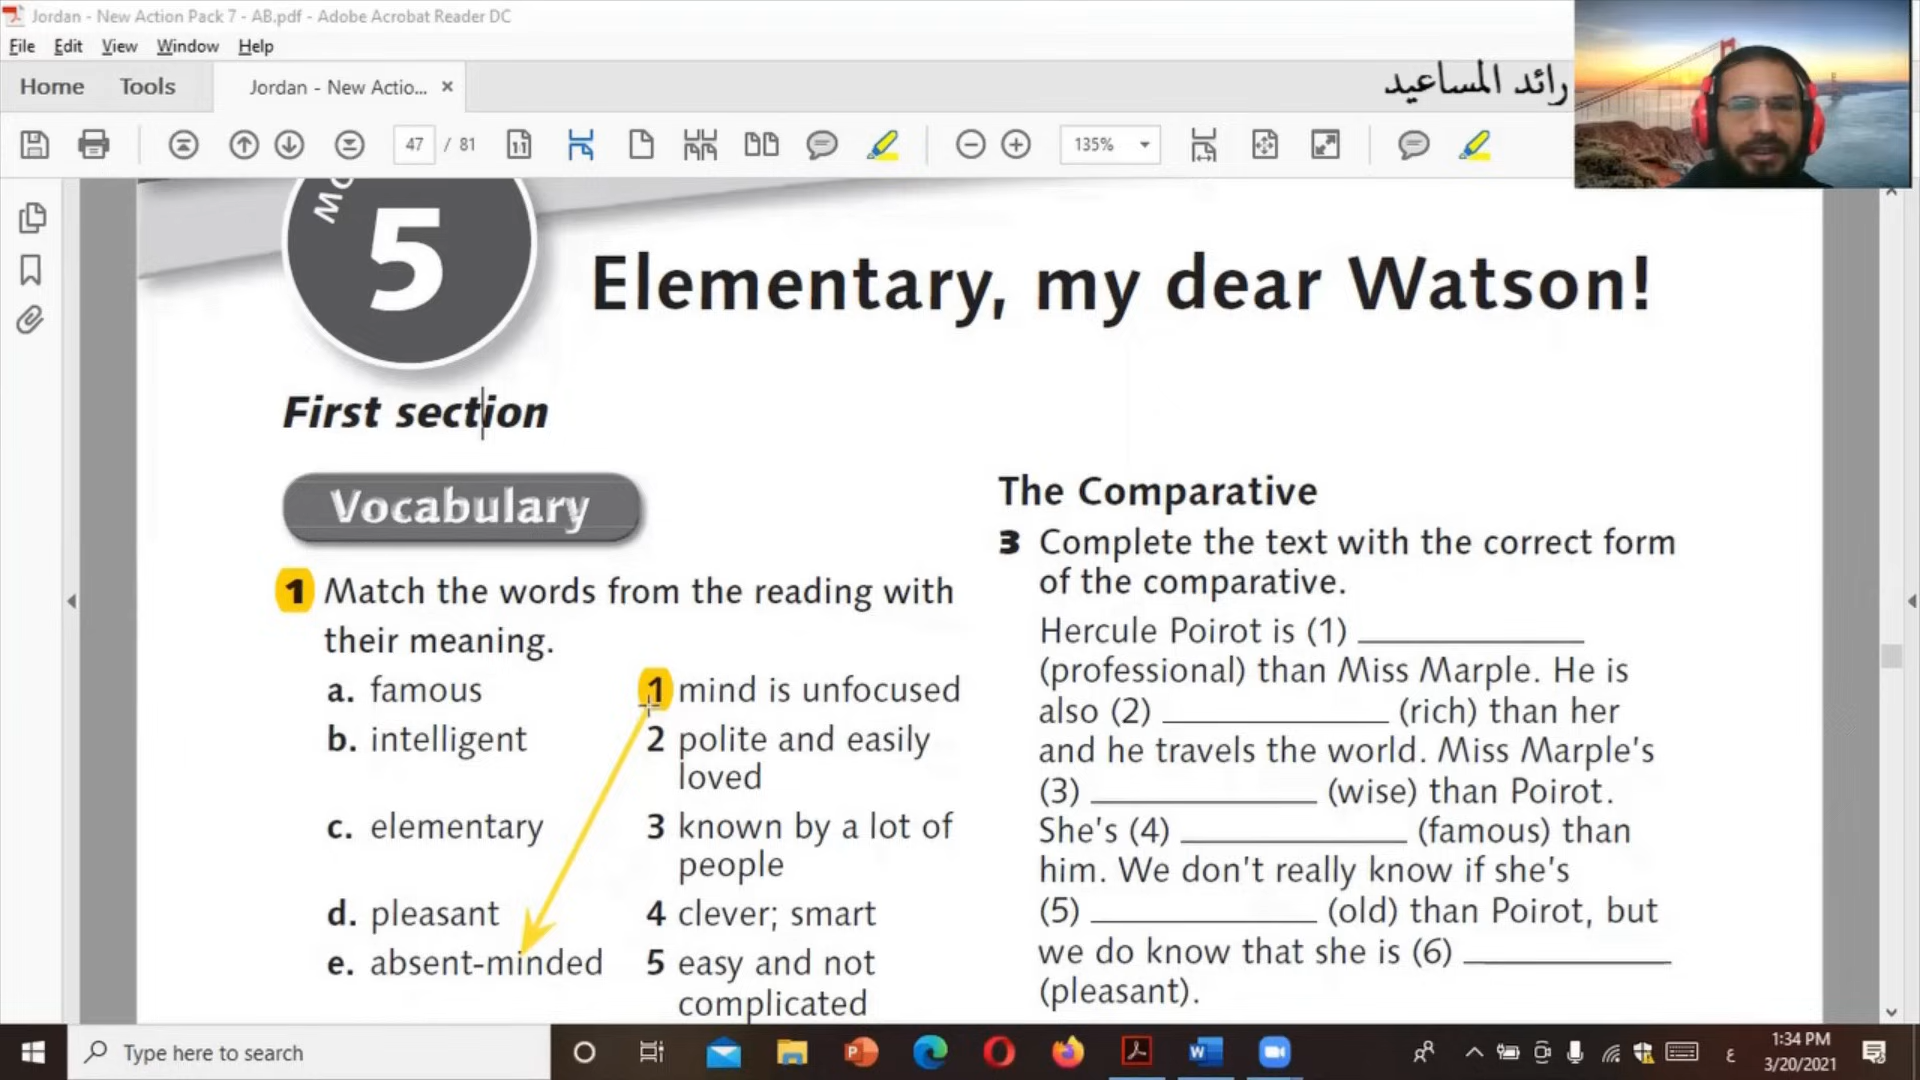 Jordan - New Action Pack 7 - AB.pdf - Adobe Acrobat Reader DC
File Edit View Window Help
Home Tools Jordan - New Actio... ×
رائد المساعيد
47 / 81 135%
5
Elementary, my dear Watson!
First section
Vocabulary
1 Match the words from the reading with
their meaning.
a. famous
b. intelligent
c. elementary
d. pleasant
e. absent-minded
1 mind is unfocused
2 polite and easily
loved
3 known by a lot of
people
4 clever; smart
5 easy and not
complicated
The Comparative
3 Complete the text with the correct form
of the comparative.
Hercule Poirot is (1) ____________
(professional) than Miss Marple. He is
also (2) ____________ (rich) than her
and he travels the world. Miss Marple's
(3) ____________ (wise) than Poirot.
She's (4) ____________ (famous) than
him. We don't really know if she's
(5) ____________ (old) than Poirot, but
we do know that she is (6) ____________
(pleasant).
Type here to search
ع
1:34 PM
3/20/2021